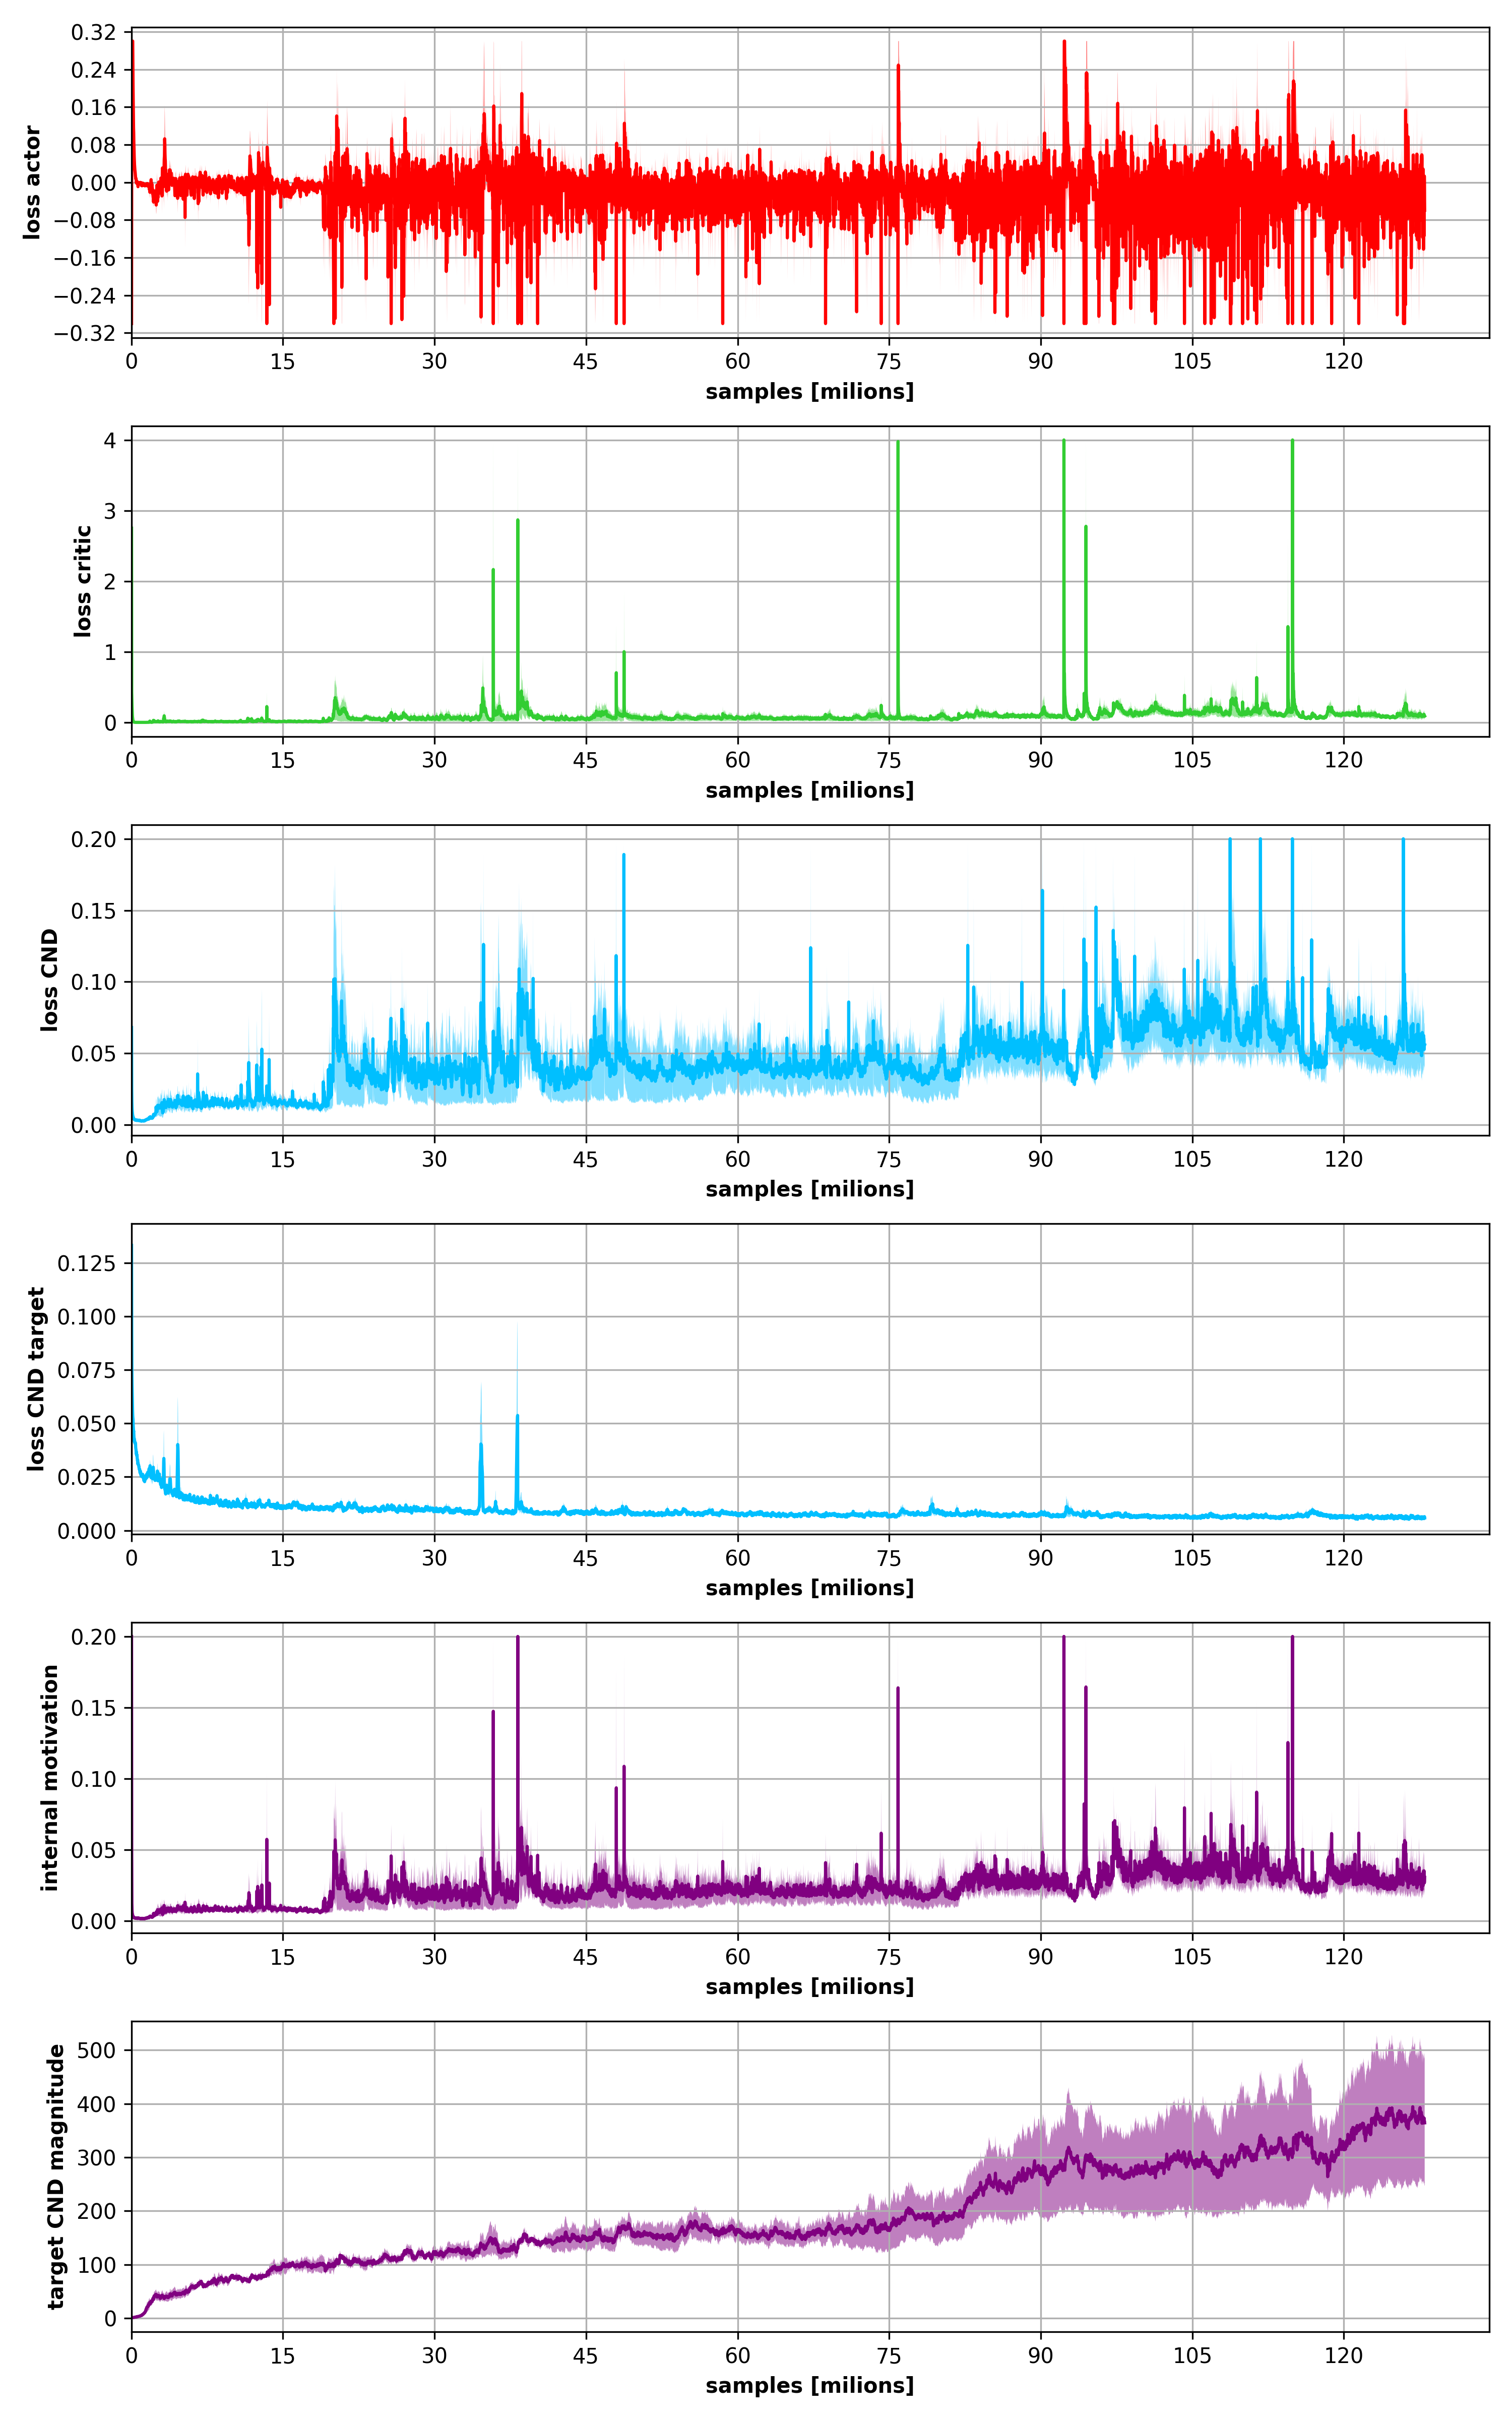 0.32
0.24
0.16
0.08
0.00
−0.08
−0.16
−0.24
−0.32
loss actor
0 15 30 45 60 75 90 105 120
samples [milions]
4
3
2
1
0
loss critic
0 15 30 45 60 75 90 105 120
samples [milions]
0.20
0.15
0.10
0.05
0.00
loss CND
0 15 30 45 60 75 90 105 120
samples [milions]
0.125
0.100
0.075
0.050
0.025
0.000
loss CND target
0 15 30 45 60 75 90 105 120
samples [milions]
0.20
0.15
0.10
0.05
0.00
internal motivation
0 15 30 45 60 75 90 105 120
samples [milions]
500
400
300
200
100
0
target CND magnitude
0 15 30 45 60 75 90 105 120
samples [milions]